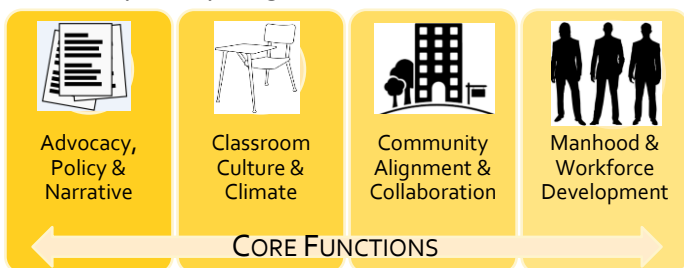 Advocacy,
Policy &
Narrative
Classroom
Culture &
Climate
Community
Alignment &
Collaboration
Manhood &
Workforce
Development
CORE FUNCTIONS